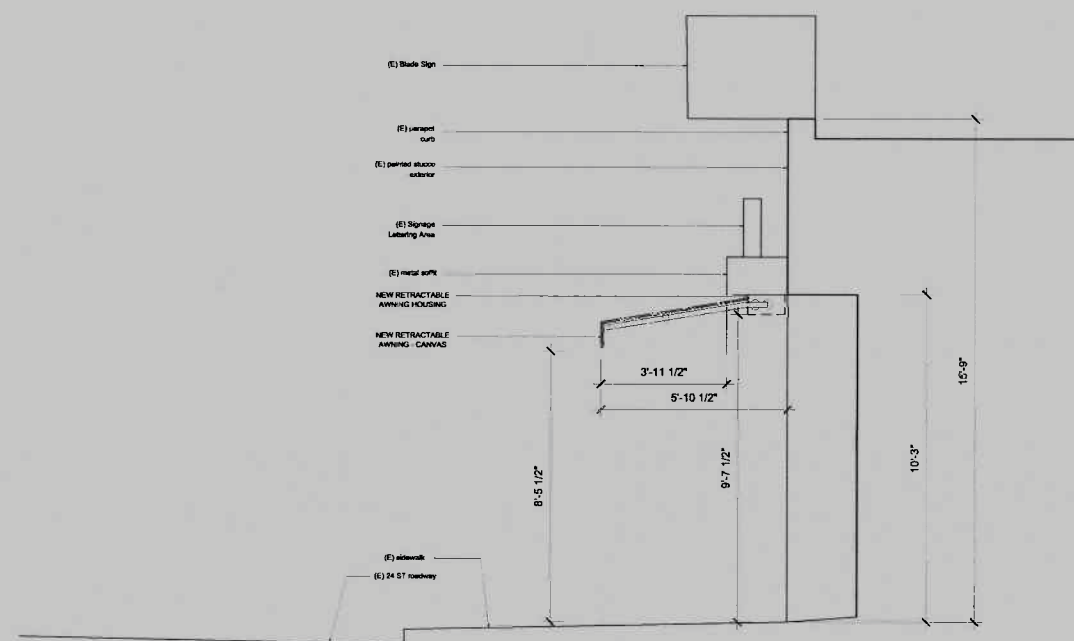 (E) Blade Sign
(E) parapet
curb
(E) painted stucco
exterior
(E) Signage
Lettering Area
(E) metal soffit
NEW RETRACTABLE
AWNING HOUSING
NEW RETRACTABLE
AWNING - CANVAS
3'-11 1/2"
5'-10 1/2"
8'-5 1/2"
9'-7 1/2"
10'-3"
15'-9"
(E) sidewalk
(E) 24 ST roadway